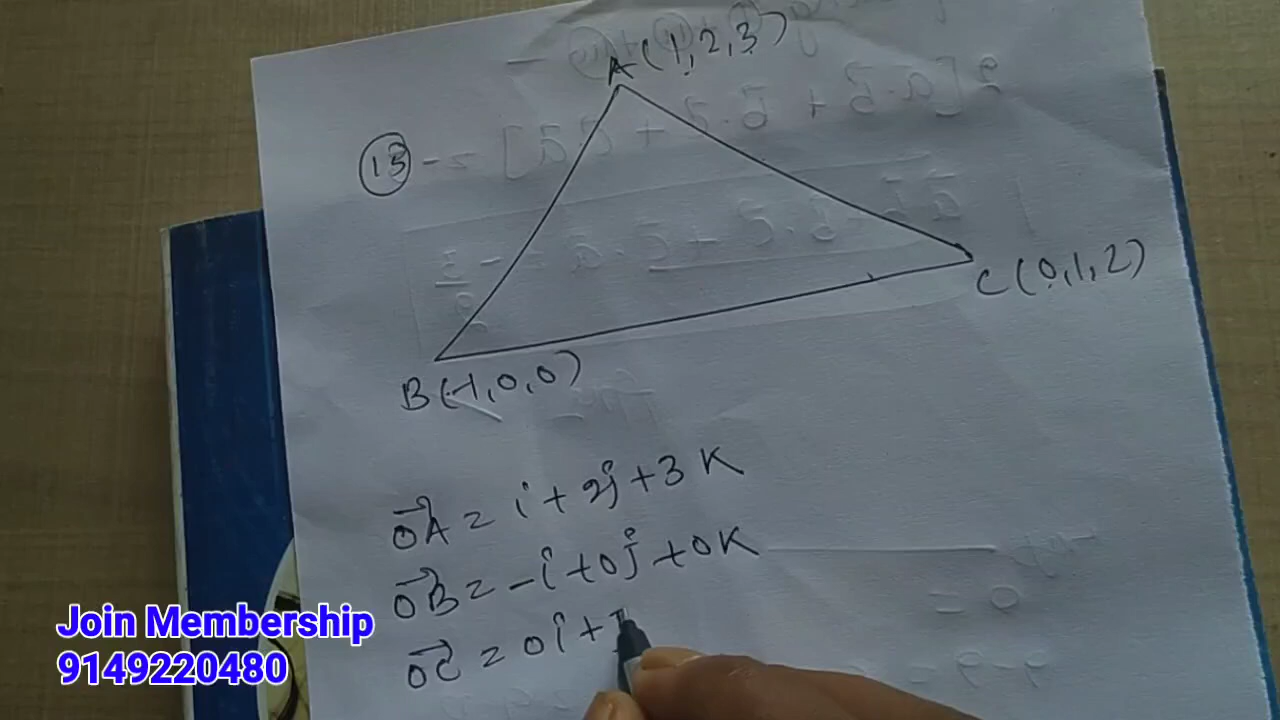 A(1,2,3)
15
C(0,1,2)
B(-1,0,0)
OA = i + 2j + 3K
OB = -i + 0j + 0K
OC = 0i +
Join Membership
9149220480